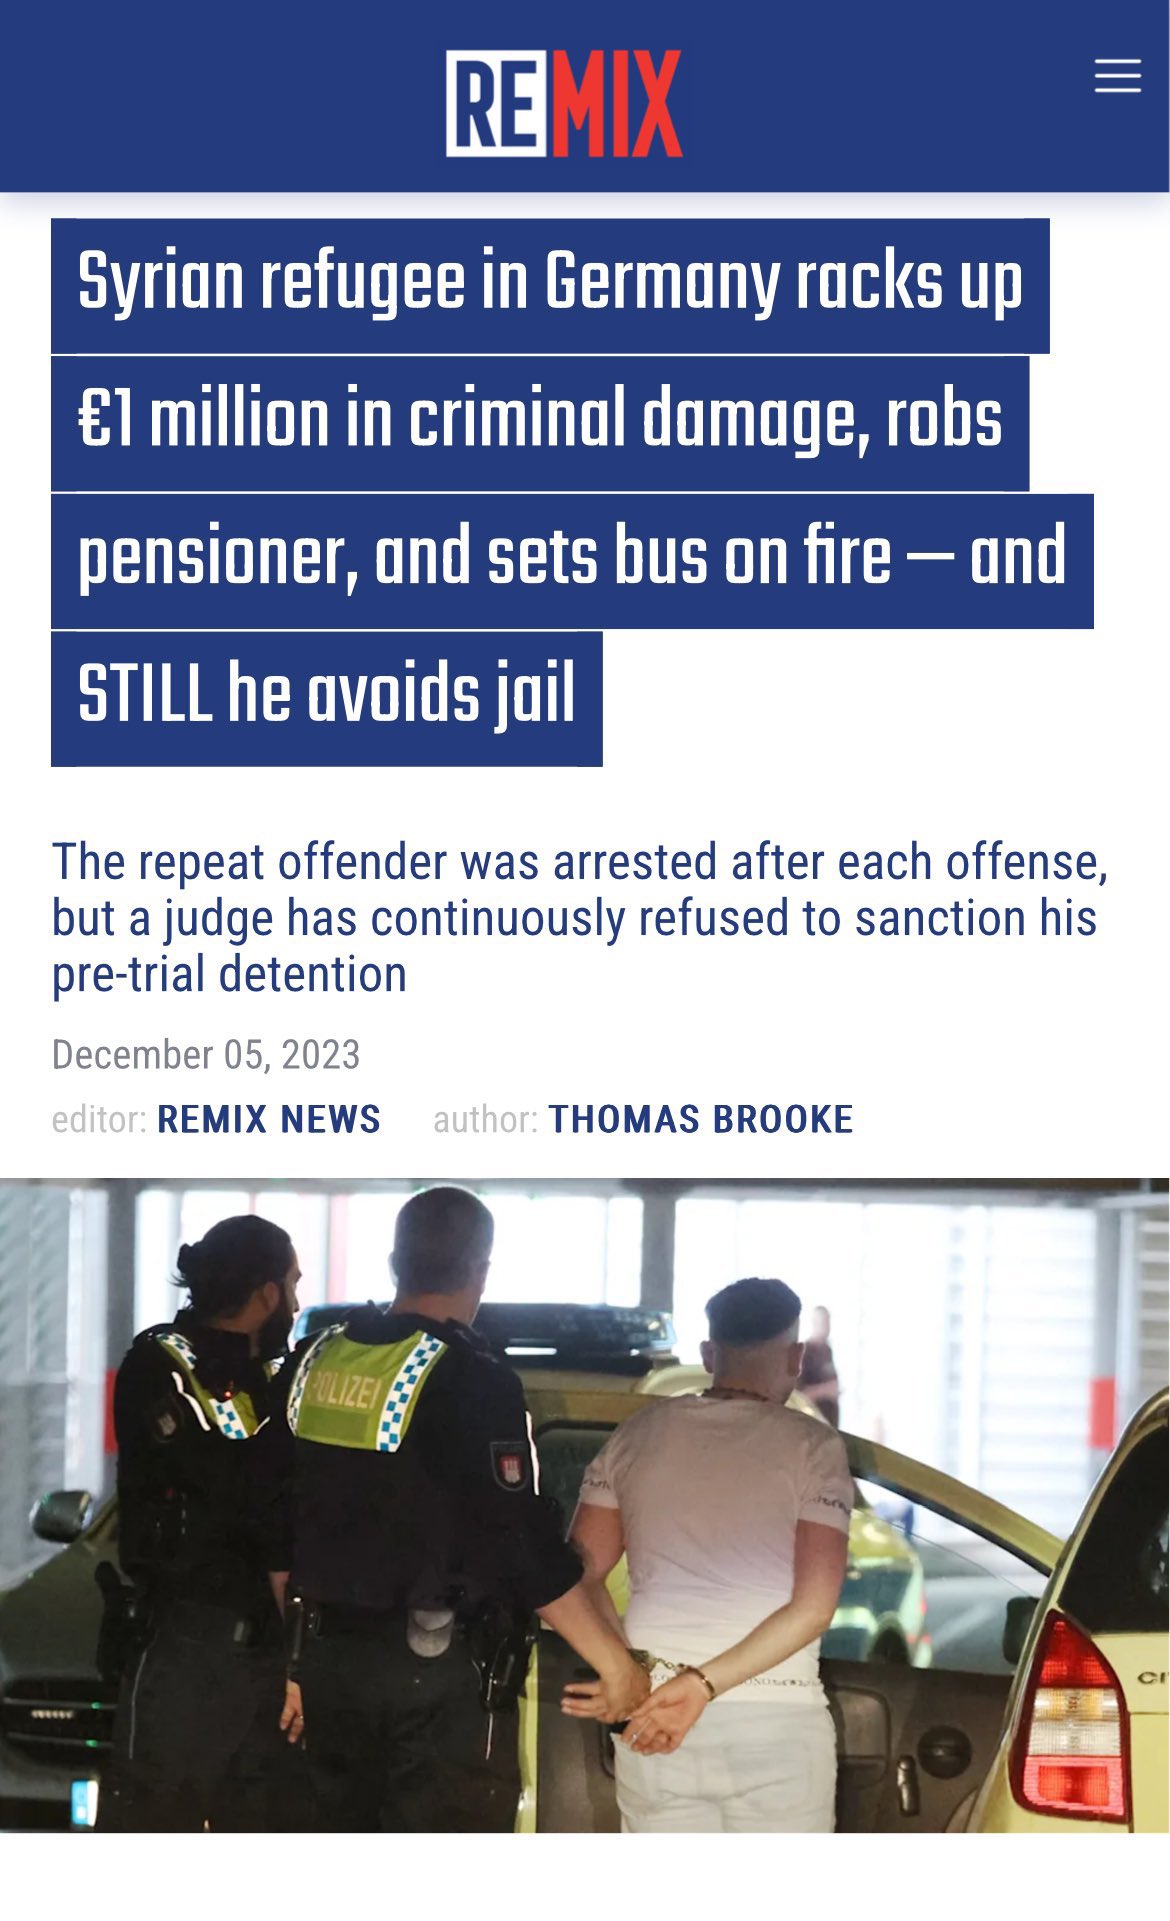 REMIX
Syrian refugee in Germany racks up
€1 million in criminal damage, robs
pensioner, and sets bus on fire — and
STILL he avoids jail
The repeat offender was arrested after each offense,
but a judge has continuously refused to sanction his
pre-trial detention
December 05, 2023
editor: REMIX NEWS author: THOMAS BROOKE
POLIZEI